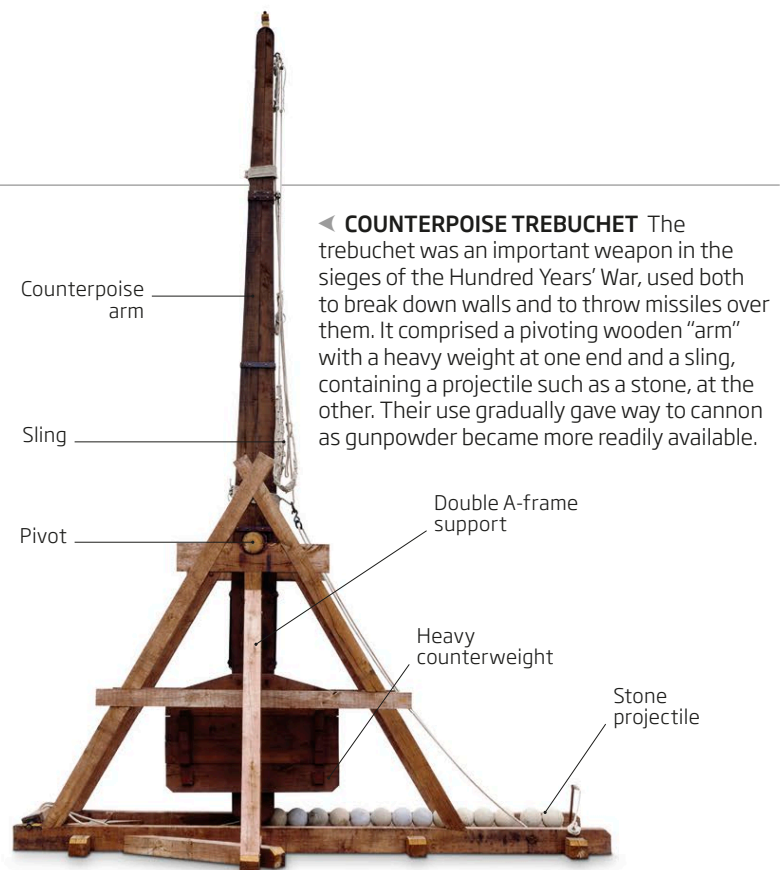 ◄ COUNTERPOISE TREBUCHET The
trebuchet was an important weapon in the
sieges of the Hundred Years’ War, used both
to break down walls and to throw missiles over
them. It comprised a pivoting wooden “arm”
with a heavy weight at one end and a sling,
containing a projectile such as a stone, at the
other. Their use gradually gave way to cannon
as gunpowder became more readily available.
Counterpoise
arm
Sling
Pivot
Double A-frame
support
Heavy
counterweight
Stone
projectile